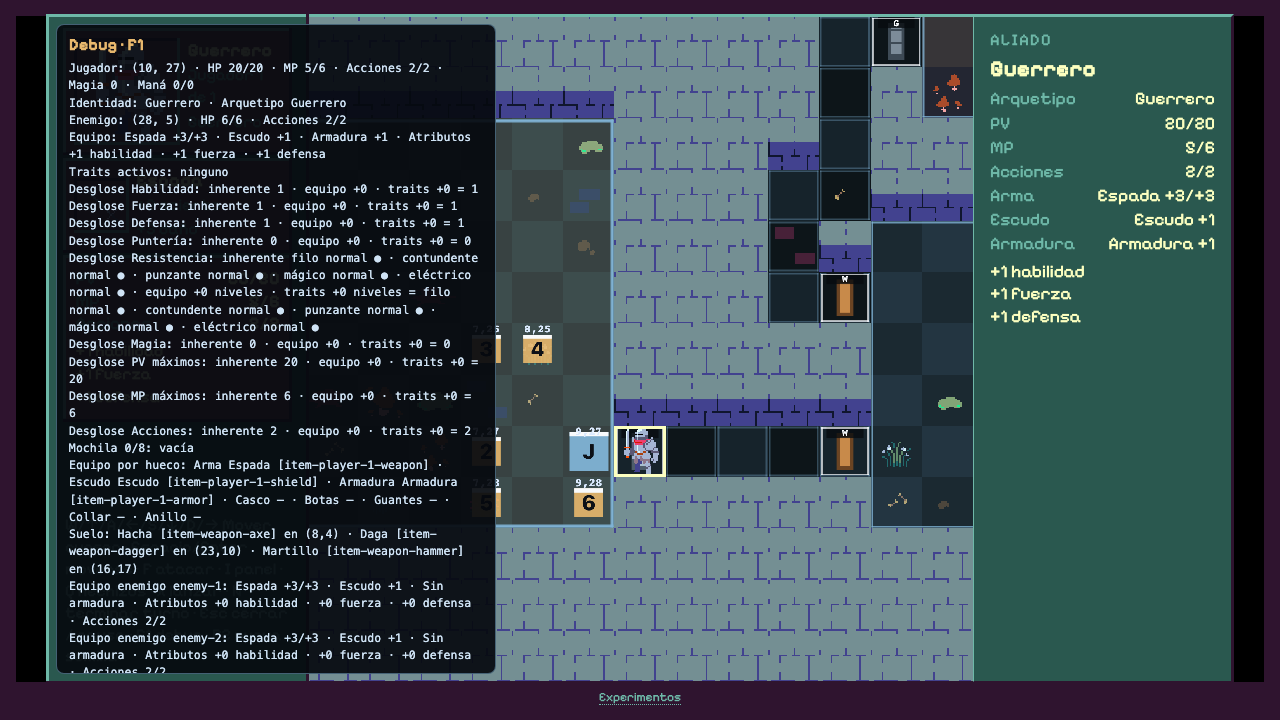 Debug·F1
Jugador: (10, 27) · HP 20/20 · MP 5/6 · Acciones 2/2 ·
Magia 0 · Maná 0/0
Identidad: Guerrero · Arquetipo Guerrero
Enemigo: (28, 5) · HP 6/6 · Acciones 2/2
Equipo: Espada +3/+3 · Escudo +1 · Armadura +1 · Atributos
+1 habilidad · +1 fuerza · +1 defensa
Traits activos: ninguno
Desglose Habilidad: inherente 1 · equipo +0 · traits +0 = 1
Desglose Fuerza: inherente 1 · equipo +0 · traits +0 = 1
Desglose Defensa: inherente 1 · equipo +0 · traits +0 = 1
Desglose Puntería: inherente 0 · equipo +0 · traits +0 = 0
Desglose Resistencia: inherente filo normal ● · contundente
normal ● · punzante normal ● · mágico normal ● · eléctrico
normal ● · equipo +0 niveles · traits +0 niveles = filo
normal ● · contundente normal ● · punzante normal ● ·
mágico normal ● · eléctrico normal ●
Desglose Magia: inherente 0 · equipo +0 · traits +0 = 0
Desglose PV máximos: inherente 20 · equipo +0 · traits +0 =
20
Desglose MP máximos: inherente 6 · equipo +0 · traits +0 =
6
Desglose Acciones: inherente 2 · equipo +0 · traits +0 = 2
Mochila 0/8: vacía
Equipo por hueco: Arma Espada [item-player-1-weapon] ·
Escudo Escudo [item-player-1-shield] · Armadura Armadura
[item-player-1-armor] · Casco — · Botas — · Guantes — ·
Collar — · Anillo —
Suelo: Hacha [item-weapon-axe] en (8,4) · Daga [item-
weapon-dagger] en (23,10) · Martillo [item-weapon-hammer]
en (16,17)
Equipo enemigo enemy-1: Espada +3/+3 · Escudo +1 · Sin
armadura · Atributos +0 habilidad · +0 fuerza · +0 defensa
· Acciones 2/2
Equipo enemigo enemy-2: Espada +3/+3 · Escudo +1 · Sin
armadura · Atributos +0 habilidad · +0 fuerza · +0 defensa
· Acciones 2/2
G
W
7,25
8,25
3
4
9,27
W
2
J
9,28
5
6
ALIADO
Guerrero
Arquetipo Guerrero
PV 20/20
MP 5/6
Acciones 2/2
Arma Espada +3/+3
Escudo Escudo +1
Armadura Armadura +1
+1 habilidad
+1 fuerza
+1 defensa
Experimentos